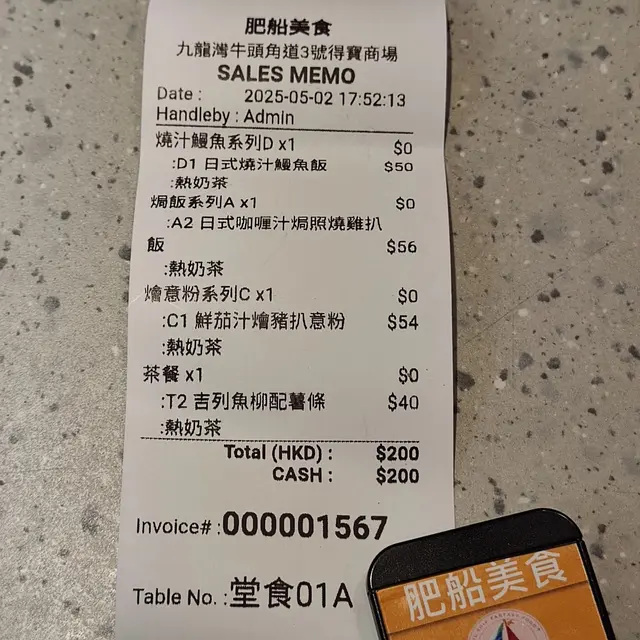 肥船美食
九龍灣牛頭角道3號得寶商場
SALES MEMO
Date : 2025-05-02 17:52:13
Handleby : Admin
燒汁鰻魚系列D x1 $0
:D1 日式燒汁鰻魚飯 $50
:熱奶茶
焗飯系列A x1 $0
:A2 日式咖喱汁焗照燒雞扒
飯 $56
:熱奶茶
燴意粉系列C x1 $0
:C1 鮮茄汁燴豬扒意粉 $54
:熱奶茶
茶餐 x1 $0
:T2 吉列魚柳配薯條 $40
:熱奶茶
Total (HKD) : $200
CASH : $200
Invoice# : 000001567
Table No. : 堂食01A
肥船美食